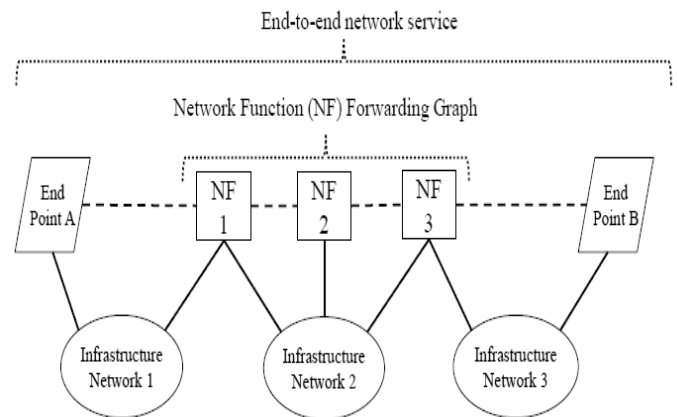 End-to-end network service
Network Function (NF) Forwarding Graph
End
Point A
NF
1
NF
2
NF
3
End
Point B
Infrastructure
Network 1
Infrastructure
Network 2
Infrastructure
Network 3